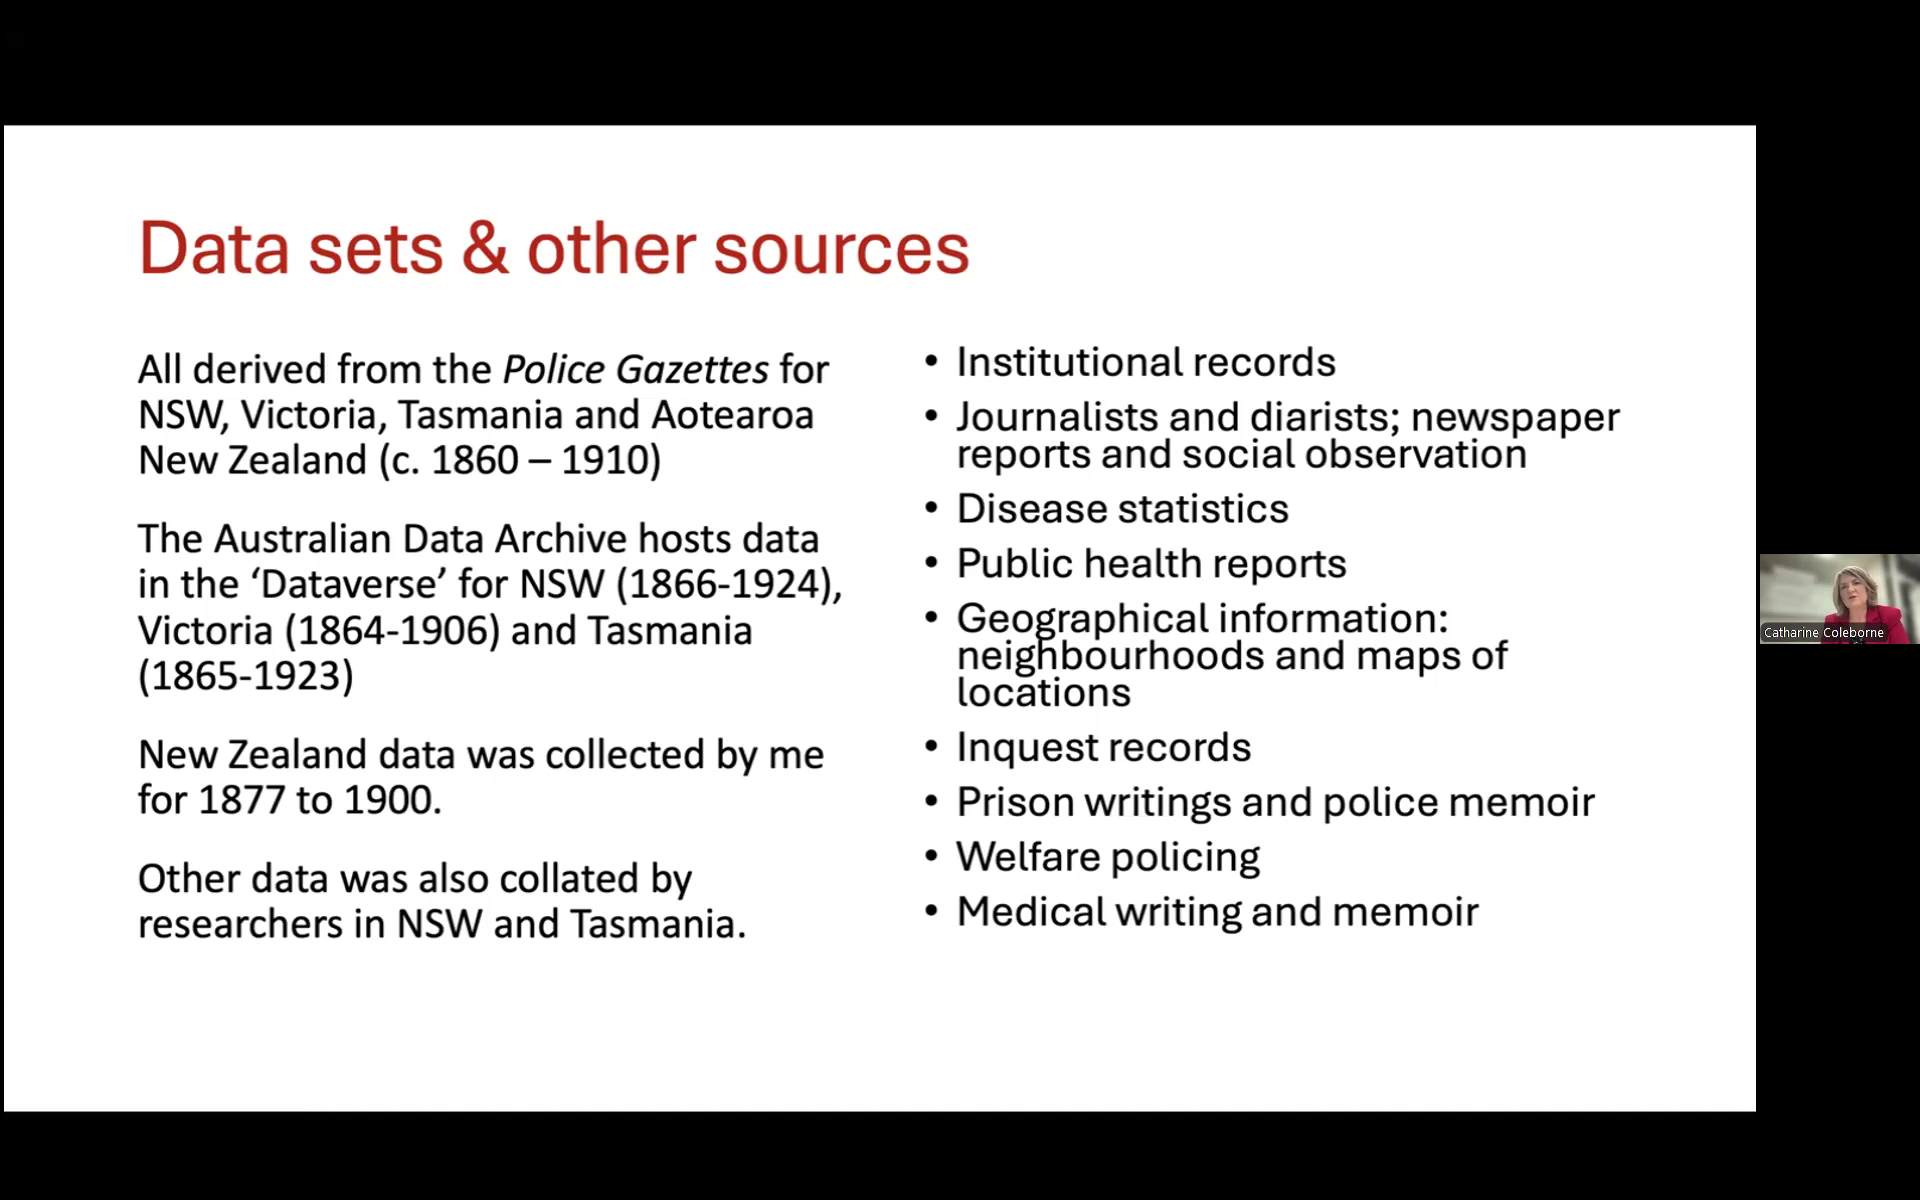 Data sets & other sources
All derived from the Police Gazettes for
NSW, Victoria, Tasmania and Aotearoa
New Zealand (c. 1860 – 1910)
The Australian Data Archive hosts data
in the ‘Dataverse’ for NSW (1866-1924),
Victoria (1864-1906) and Tasmania
(1865-1923)
New Zealand data was collected by me
for 1877 to 1900.
Other data was also collated by
researchers in NSW and Tasmania.
• Institutional records
• Journalists and diarists; newspaper
reports and social observation
• Disease statistics
• Public health reports
• Geographical information:
neighbourhoods and maps of
locations
• Inquest records
• Prison writings and police memoir
• Welfare policing
• Medical writing and memoir
Catharine Coleborne